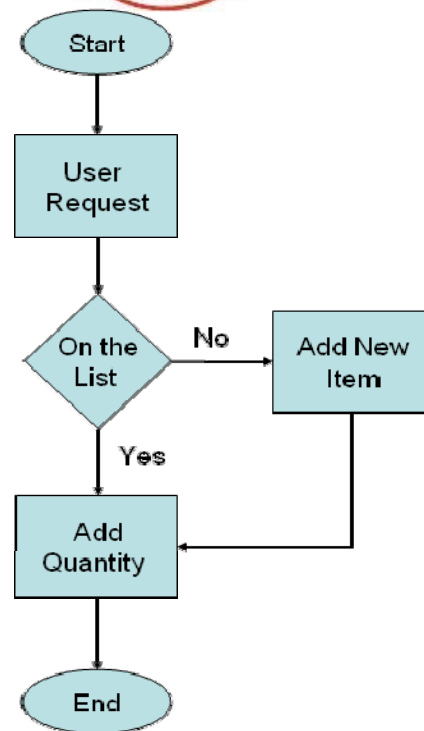 Start
User
Request
On the
List
No
Add New
Item
Yes
Add
Quantity
End